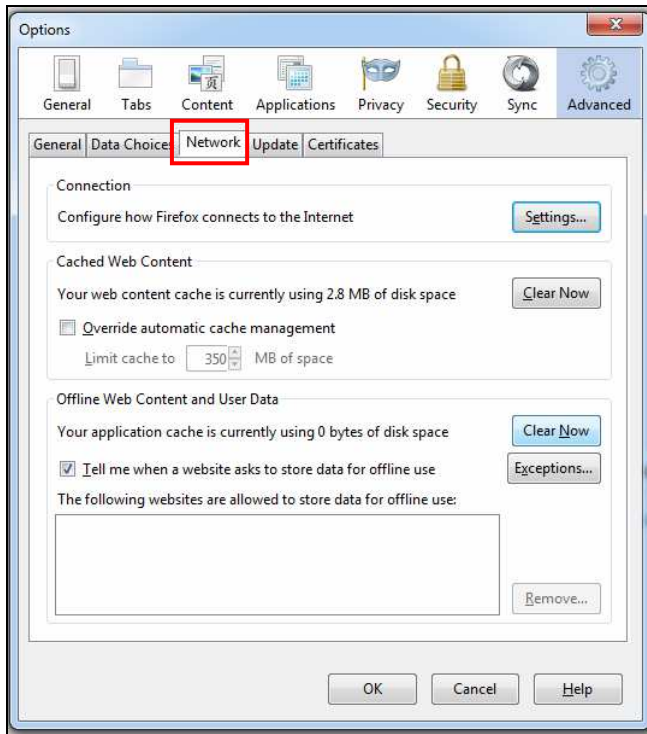 Options
General Tabs Content Applications Privacy Security Sync Advanced
General Data Choices Network Update Certificates
Connection
Configure how Firefox connects to the Internet Settings...
Cached Web Content
Your web content cache is currently using 2.8 MB of disk space Clear Now
Override automatic cache management
Limit cache to 350 MB of space
Offline Web Content and User Data
Your application cache is currently using 0 bytes of disk space Clear Now
Tell me when a website asks to store data for offline use Exceptions...
The following websites are allowed to store data for offline use:
Remove...
OK Cancel Help